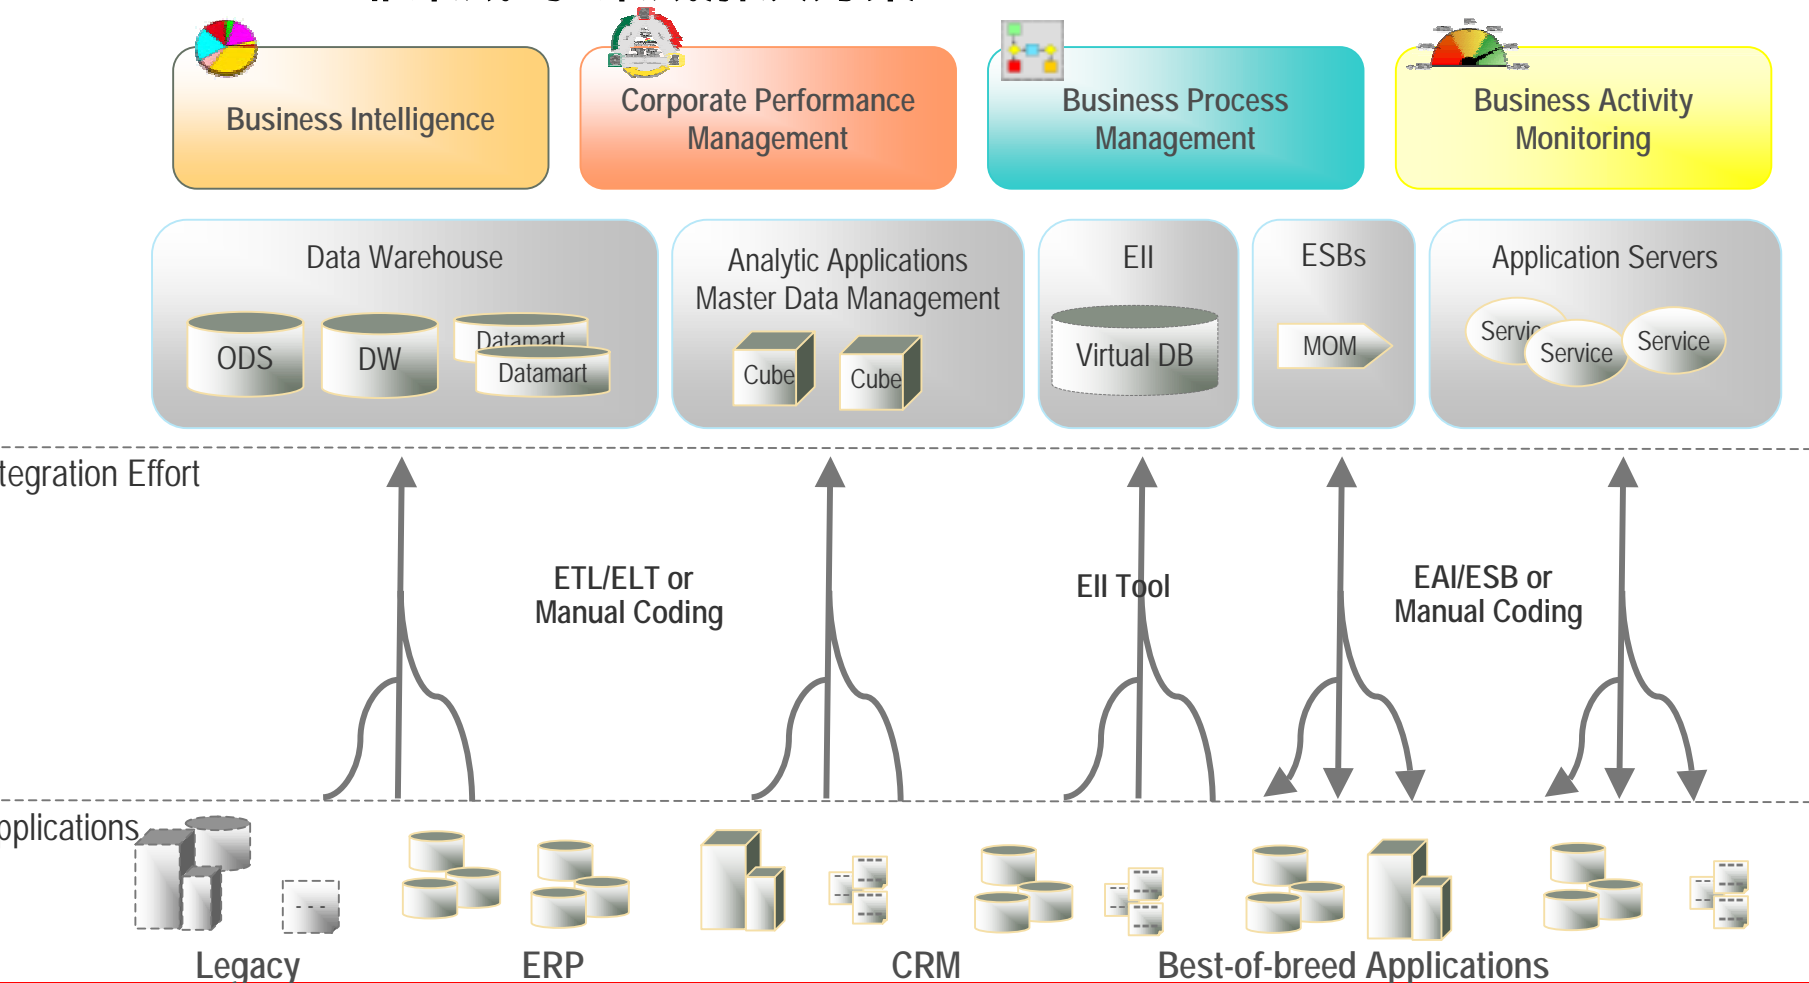 Business Intelligence
Corporate Performance
Management
Business Process
Management
Business Activity
Monitoring
Data Warehouse
ODS
DW
Datamart
Datamart
Analytic Applications
Master Data Management
Cube
Cube
EII
Virtual DB
ESBs
MOM
Application Servers
Servic
Service
Service
tegration Effort
ETL/ELT or
Manual Coding
EII Tool
EAI/ESB or
Manual Coding
pplications
Legacy
ERP
CRM
Best-of-breed Applications